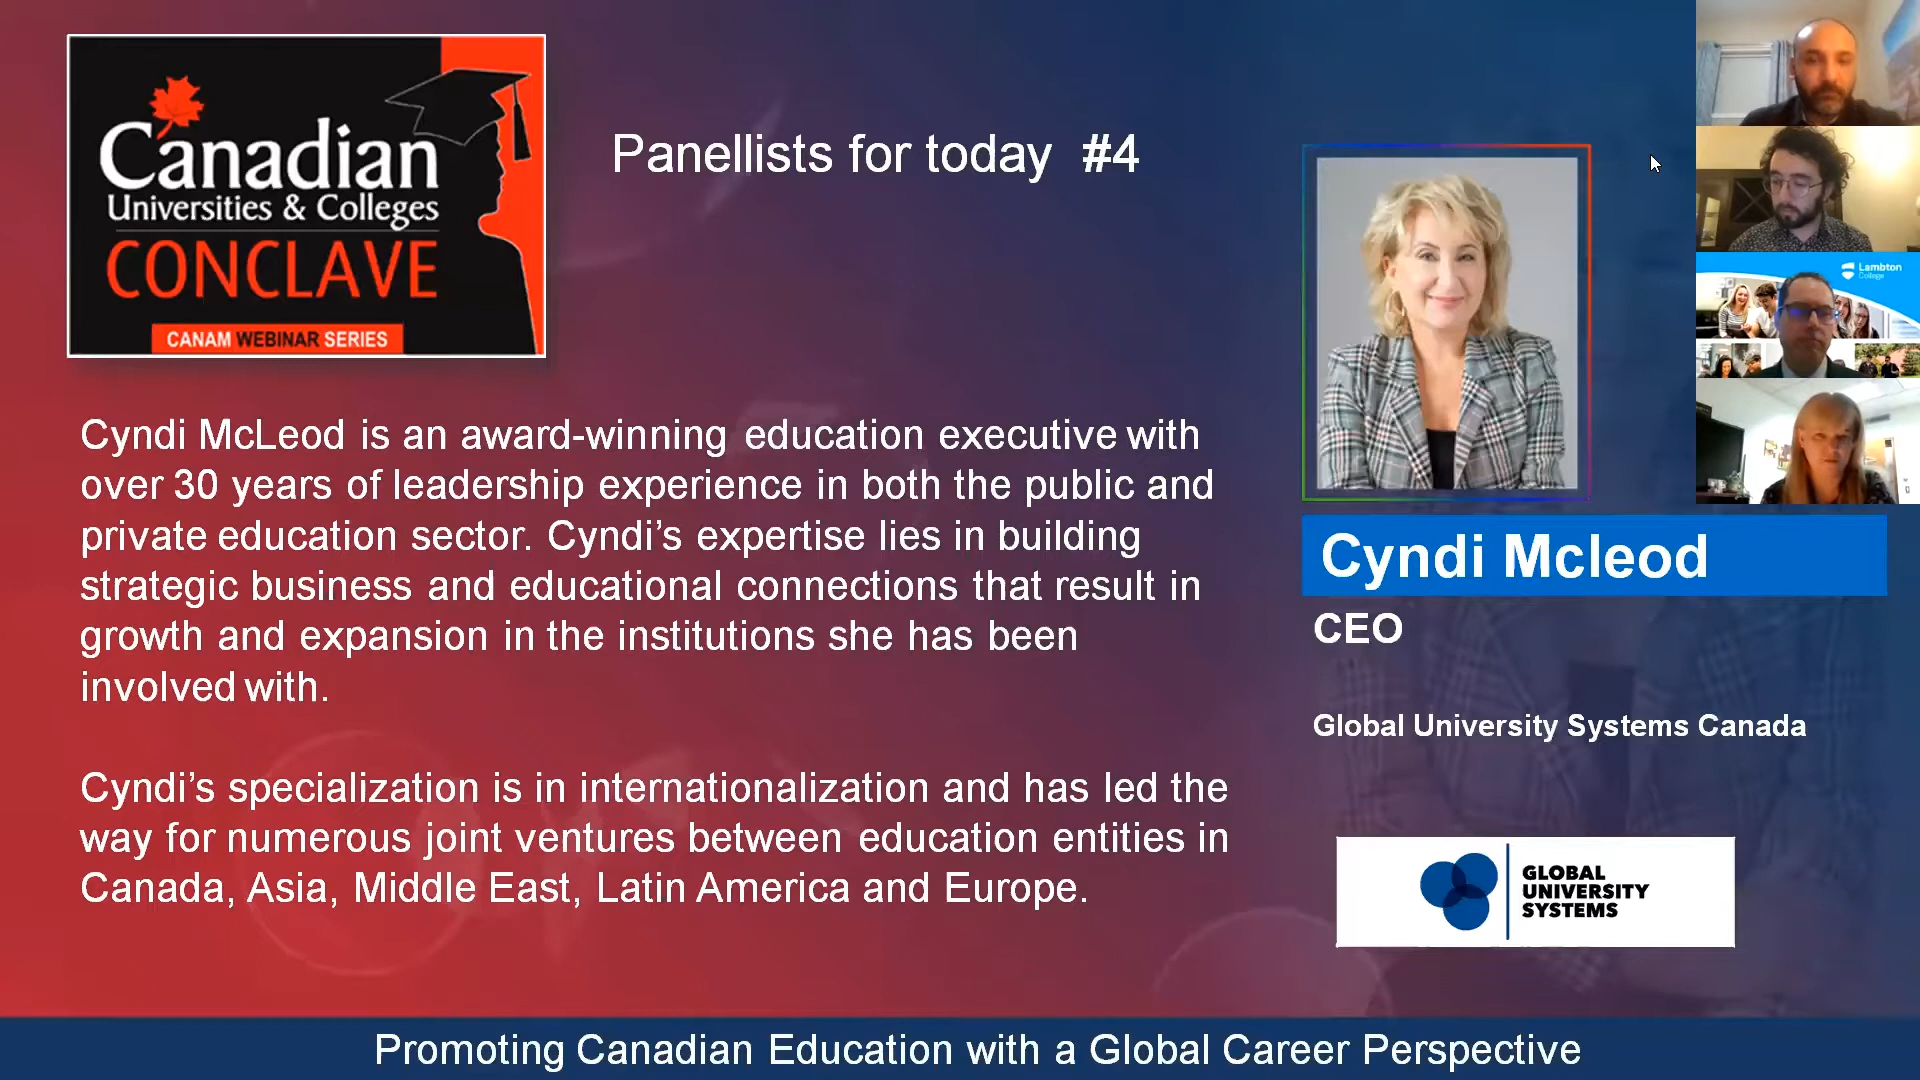 Canadian
Universities & Colleges
CONCLAVE
CANAM WEBINAR SERIES
Panellists for today #4
Lambton
College
Cyndi McLeod is an award-winning education executive with
over 30 years of leadership experience in both the public and
private education sector. Cyndi’s expertise lies in building
strategic business and educational connections that result in
growth and expansion in the institutions she has been
involved with.
Cyndi’s specialization is in internationalization and has led the
way for numerous joint ventures between education entities in
Canada, Asia, Middle East, Latin America and Europe.
Cyndi Mcleod
CEO
Global University Systems Canada
GLOBAL
UNIVERSITY
SYSTEMS
Promoting Canadian Education with a Global Career Perspective